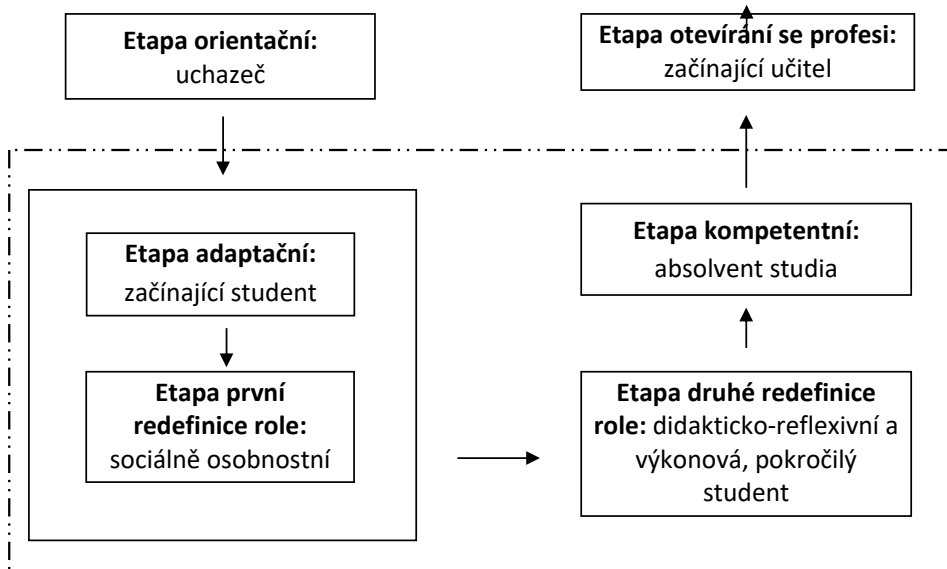 Etapa orientační:
uchazeč
Etapa otevírání se profesi:
začínající učitel
Etapa adaptační:
začínající student
Etapa první
redefinice role:
sociálně osobnostní
Etapa kompetentní:
absolvent studia
Etapa druhé redefinice
role: didakticko-reflexivní a
výkonová, pokročilý
student